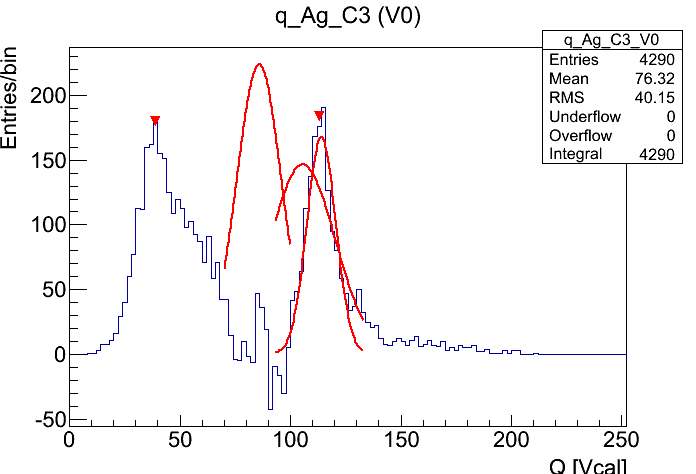 q_Ag_C3 (V0)
q_Ag_C3_V0
Entries 4290
Mean 76.32
RMS 40.15
Underflow 0
Overflow 0
Integral 4290
Entries/bin
200
150
100
50
0
-50
0 50 100 150 200 250
Q [Vcal]